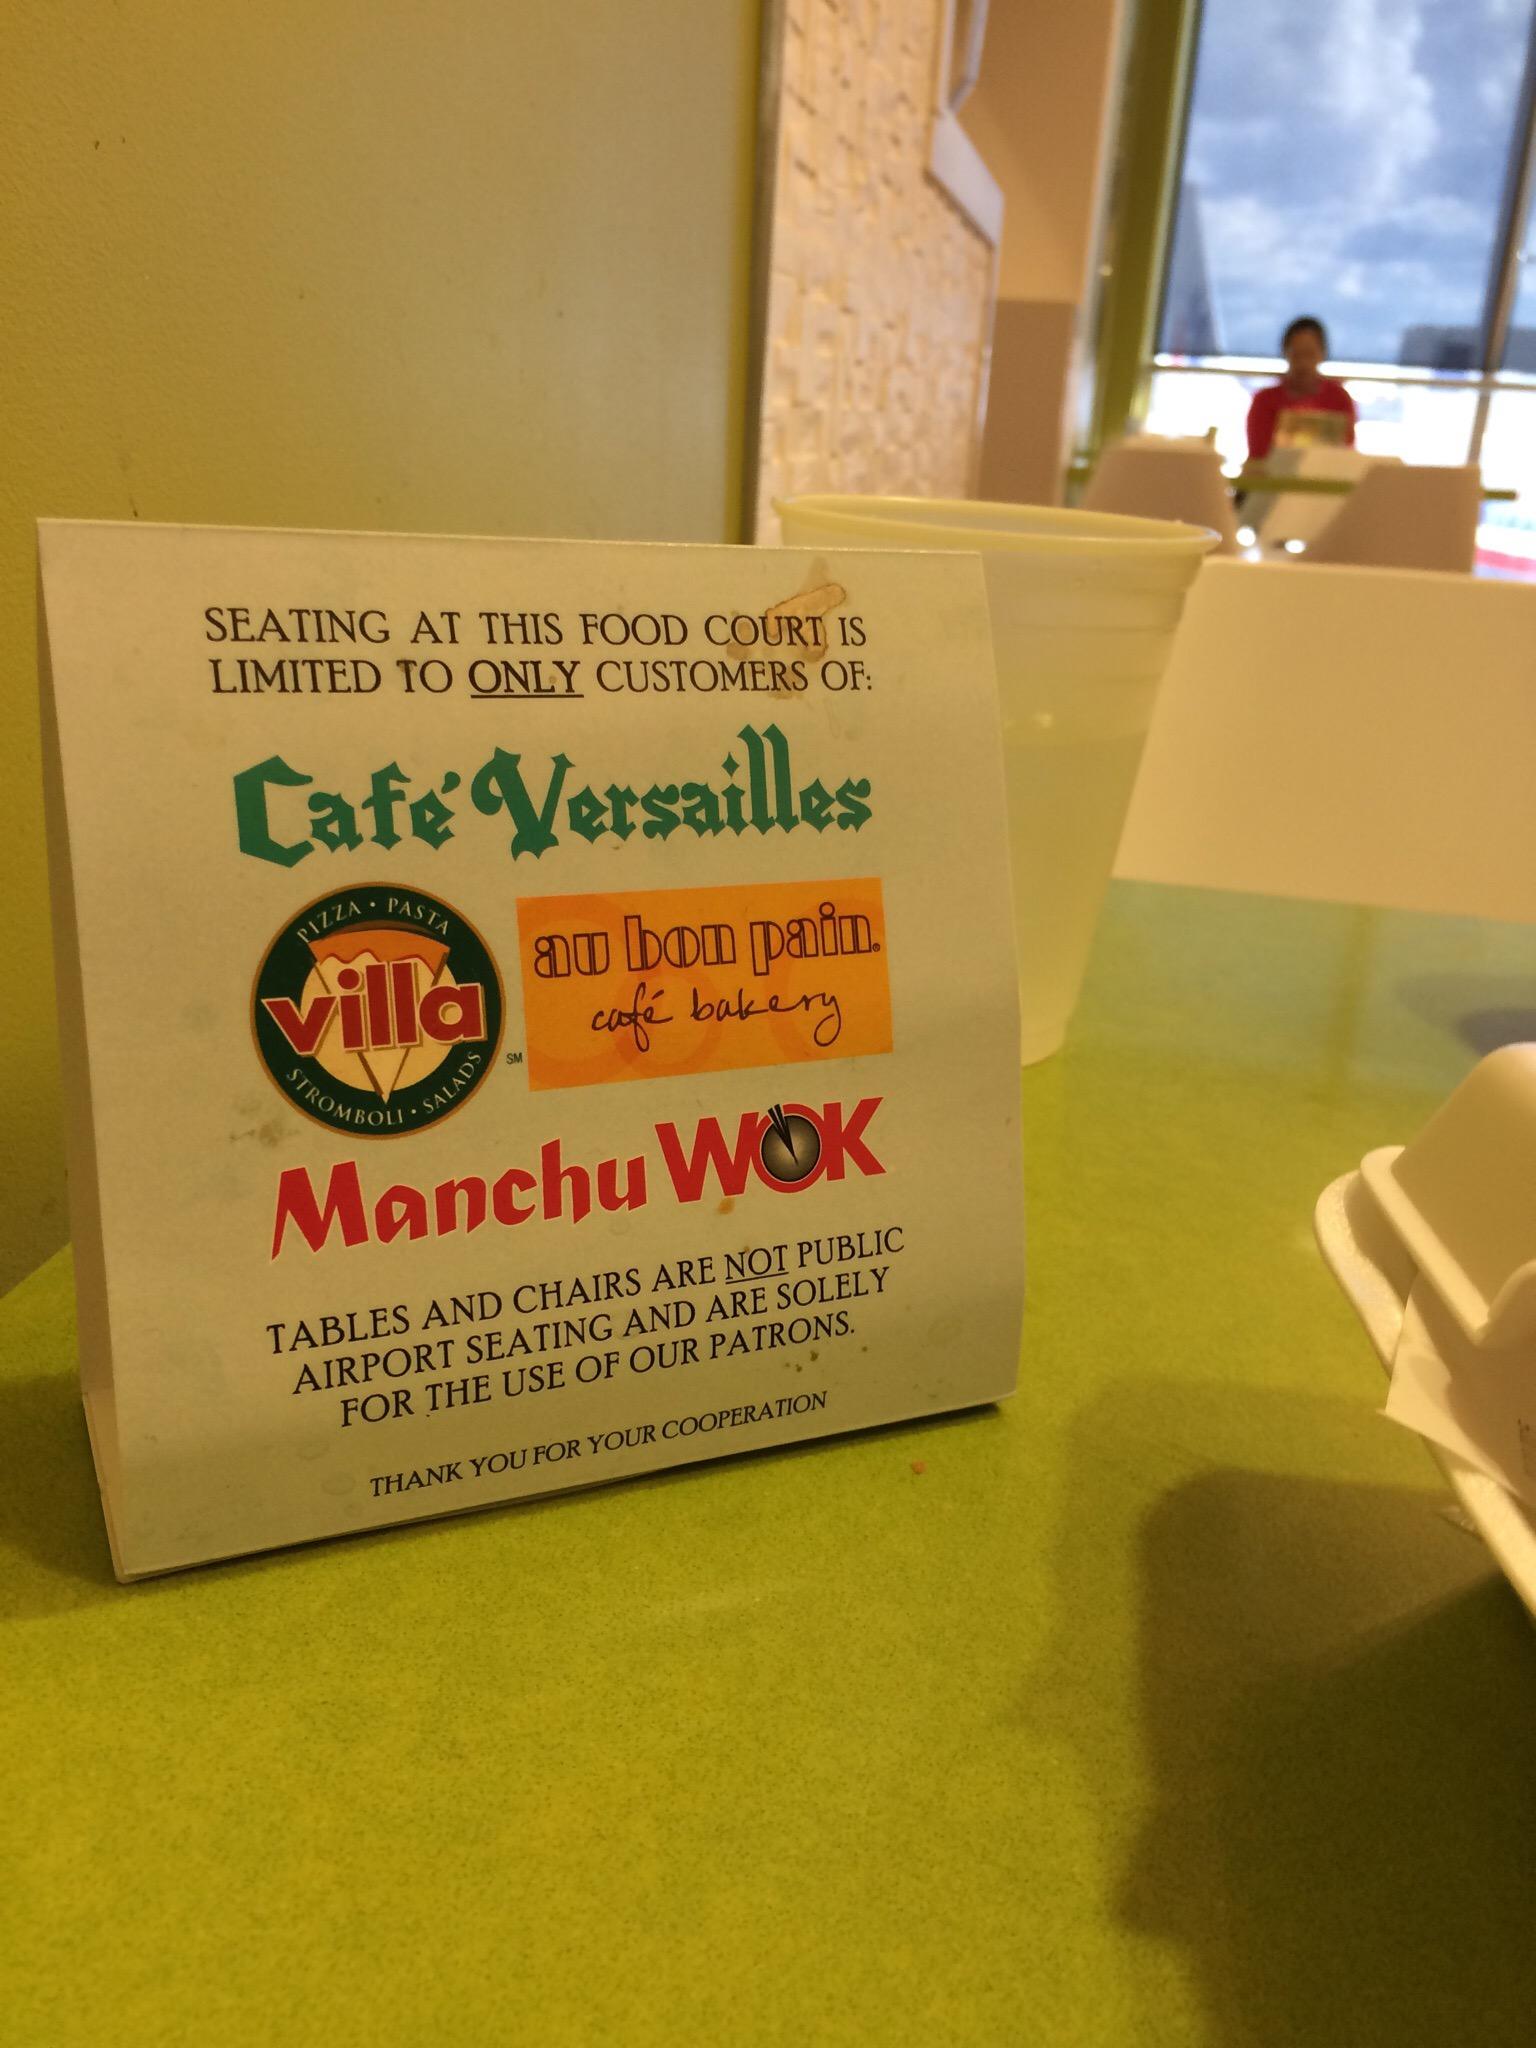 SEATING AT THIS FOOD COURT IS
LIMITED TO ONLY CUSTOMERS OF:
Café Versailles
PIZZA • PASTA
villa
STROMBOLI • SALADS
SM
au bon pain®
café bakery
Manchu WOK
TABLES AND CHAIRS ARE NOT PUBLIC
AIRPORT SEATING AND ARE SOLELY
FOR THE USE OF OUR PATRONS.
THANK YOU FOR YOUR COOPERATION